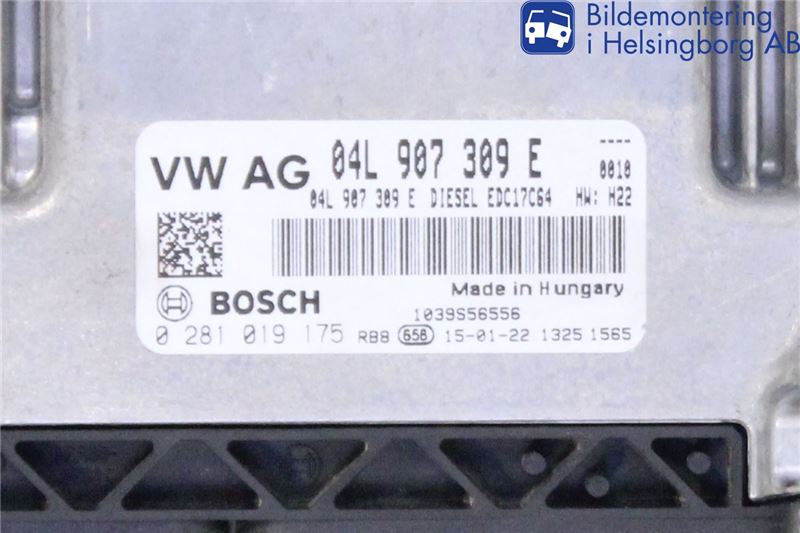 Bildemontering
i Helsingborg AB
VW AG 04L 907 309 E ----
0010
04L 907 309 E DIESEL EDC17C64 HW: H22
Made in Hungary
BOSCH
1039S56556
0 281 019 175 RB8 658 15-01-22 1325 1565